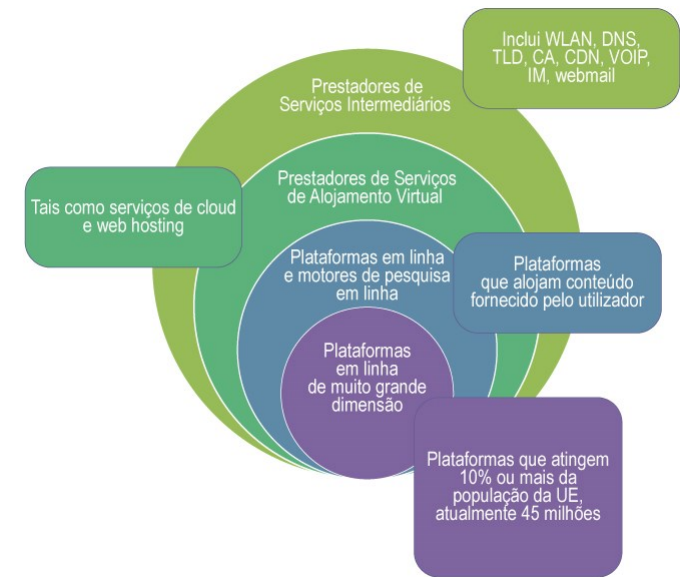 Inclui WLAN, DNS,
TLD, CA, CDN, VOIP,
IM, webmail
Prestadores de
Serviços Intermediários
Prestadores de Serviços
de Alojamento Virtual
Tais como serviços de cloud
e web hosting
Plataformas em linha
e motores de pesquisa
em linha
Plataformas
que alojam conteúdo
fornecido pelo utilizador
Plataformas
em linha
de muito grande
dimensão
Plataformas que atingem
10% ou mais da
população da UE,
atualmente 45 milhões